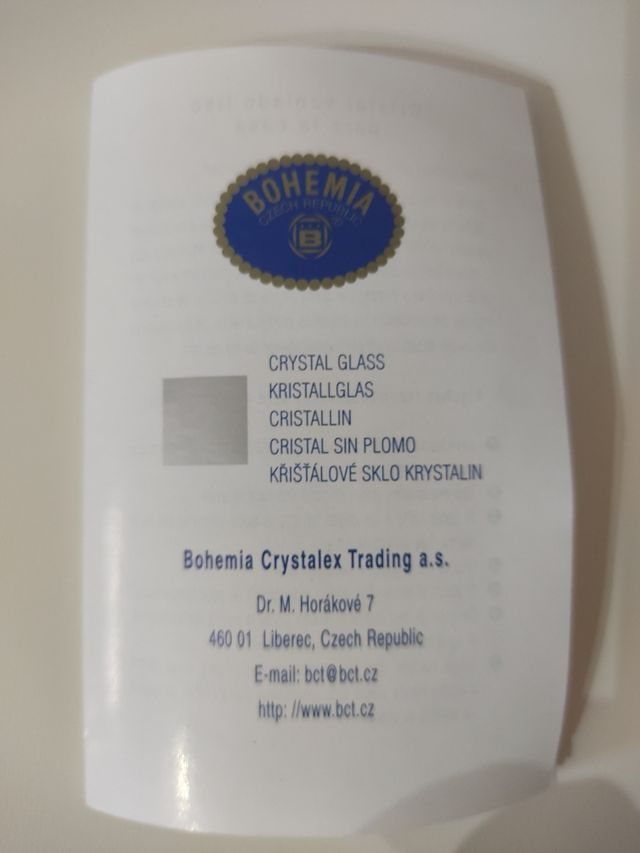 BOHEMIA
CZECH REPUBLIC
®
B
CRYSTAL GLASS
KRISTALLGLAS
CRISTALLIN
CRISTAL SIN PLOMO
KŘIŠŤÁLOVÉ SKLO KRYSTALIN
Bohemia Crystalex Trading a.s.
Dr. M. Horákové 7
460 01 Liberec, Czech Republic
E-mail: bct@bct.cz
http: //www.bct.cz